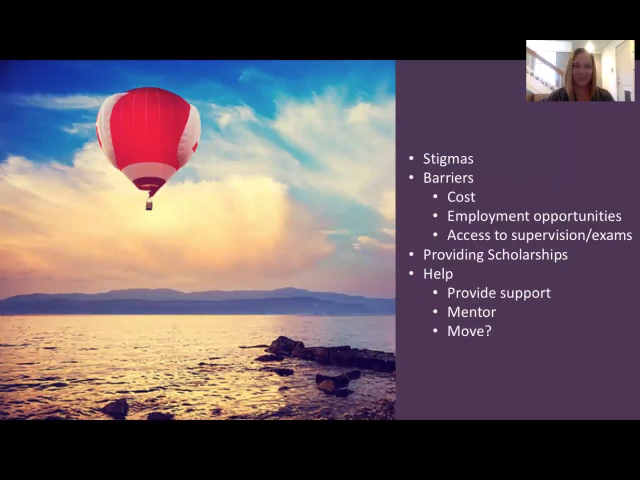 • Stigmas
• Barriers
• Cost
• Employment opportunities
• Access to supervision/exams
• Providing Scholarships
• Help
• Provide support
• Mentor
• Move?